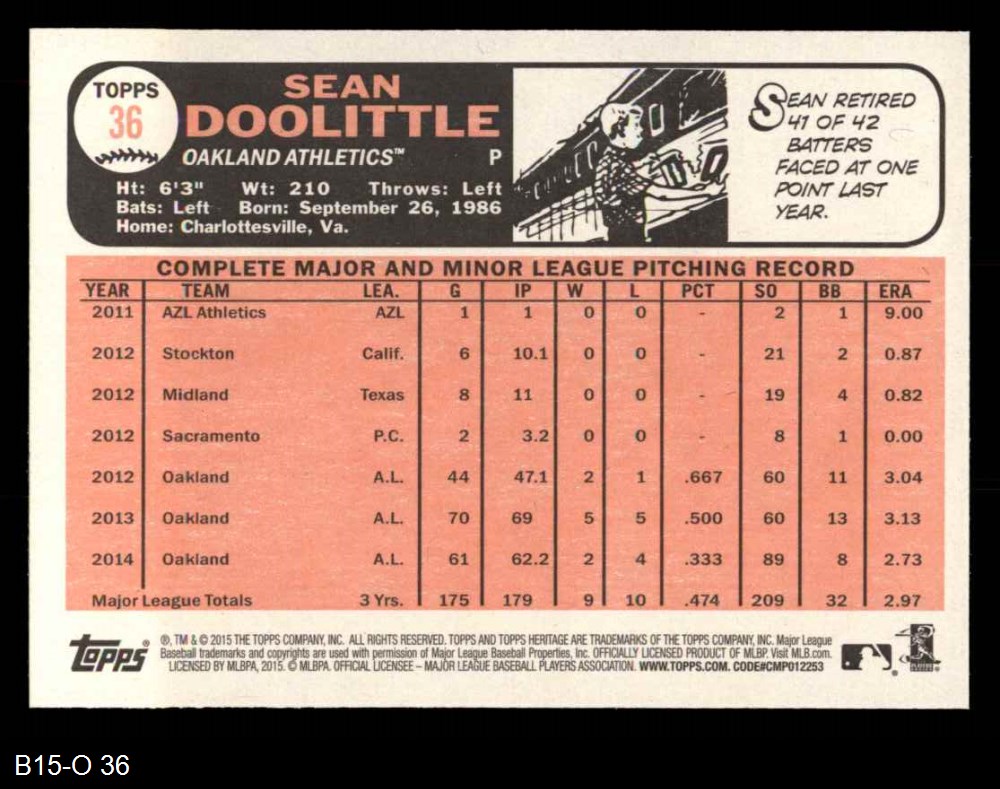 TOPPS
36
SEAN
DOOLITTLE
OAKLAND ATHLETICS™ P
Ht: 6'3" Wt: 210 Throws: Left
Bats: Left Born: September 26, 1986
Home: Charlottesville, Va.
SEAN RETIRED
41 OF 42
BATTERS
FACED AT ONE
POINT LAST
YEAR.
COMPLETE MAJOR AND MINOR LEAGUE PITCHING RECORD
YEAR TEAM LEA. G IP W L PCT SO BB ERA
2011 AZL Athletics AZL 1 1 0 0 - 2 1 9.00
2012 Stockton Calif. 6 10.1 0 0 - 21 2 0.87
2012 Midland Texas 8 11 0 0 - 19 4 0.82
2012 Sacramento P.C. 2 3.2 0 0 - 8 1 0.00
2012 Oakland A.L. 44 47.1 2 1 .667 60 11 3.04
2013 Oakland A.L. 70 69 5 5 .500 60 13 3.13
2014 Oakland A.L. 61 62.2 2 4 .333 89 8 2.73
Major League Totals 3 Yrs. 175 179 9 10 .474 209 32 2.97
Topps® ®, TM & © 2015 THE TOPPS COMPANY, INC. ALL RIGHTS RESERVED. TOPPS AND TOPPS HERITAGE ARE TRADEMARKS OF THE TOPPS COMPANY, INC. Major League
Baseball trademarks and copyrights are used with permission of Major League Baseball Properties, Inc. OFFICIALLY LICENSED PRODUCT OF MLBP. Visit MLB.com.
LICENSED BY MLBPA, 2015. © MLBPA. OFFICIAL LICENSEE – MAJOR LEAGUE BASEBALL PLAYERS ASSOCIATION. WWW.TOPPS.COM. CODE#CMP012253
B15-O 36